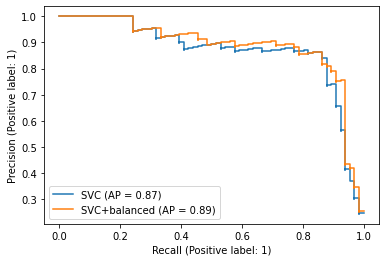 1.0
0.9
0.8
0.7
0.6
0.5
0.4
0.3
Precision (Positive label: 1)
SVC (AP = 0.87)
SVC+balanced (AP = 0.89)
0.0 0.2 0.4 0.6 0.8 1.0
Recall (Positive label: 1)